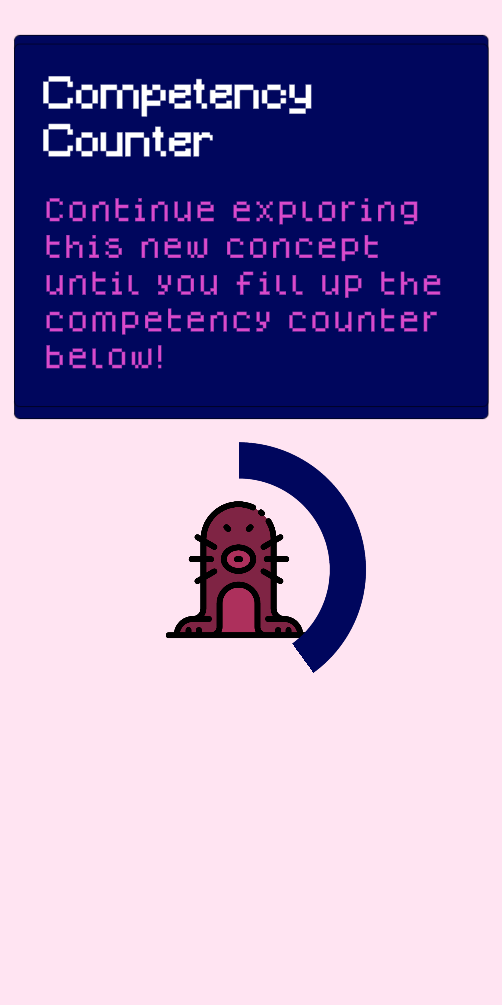 Competency
Counter
Continue exploring
this new concept
until you fill up the
competency counter
below!